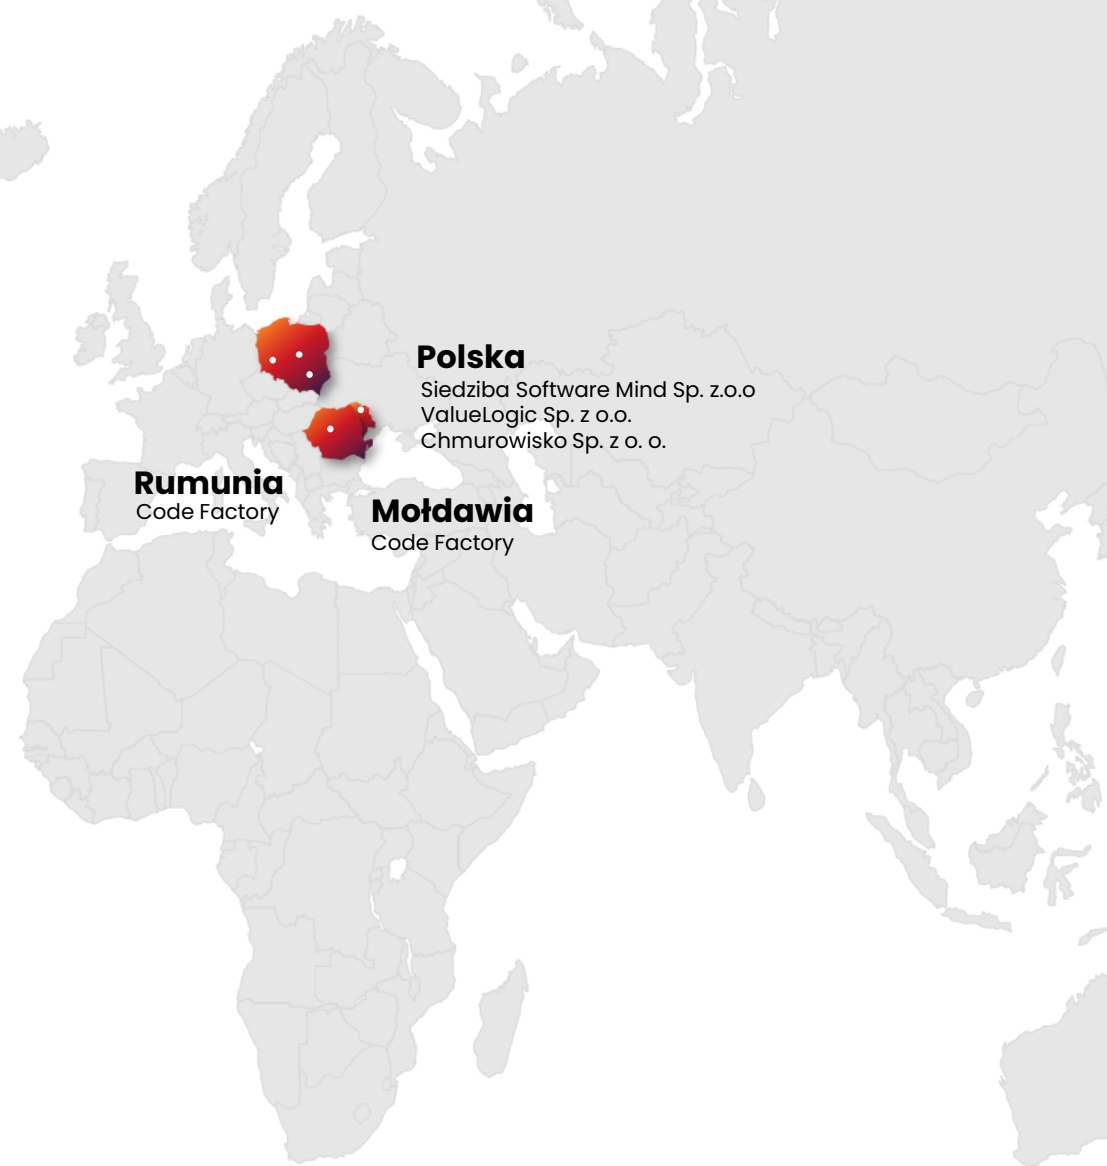 Polska
Siedziba Software Mind Sp. z.o.o
ValueLogic Sp. z o.o.
Chmurowisko Sp. z o. o.
Rumunia
Code Factory
Mołdawia
Code Factory